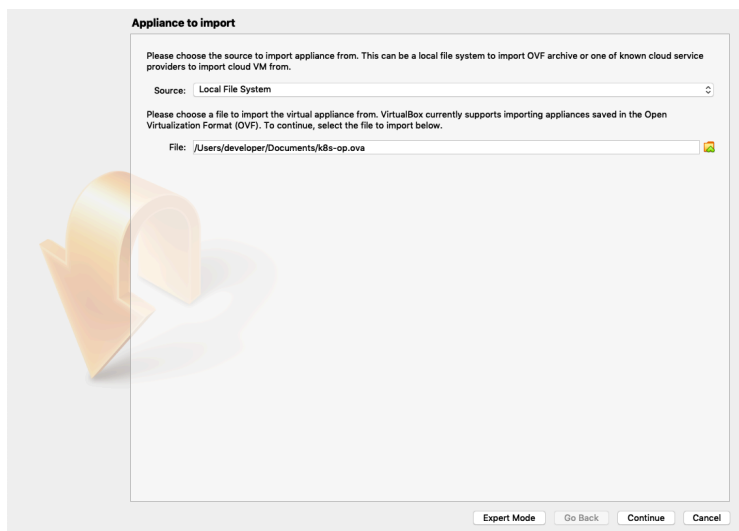 Appliance to import
Please choose the source to import appliance from. This can be a local file system to import OVF archive or one of known cloud service
providers to import cloud VM from.
Source: Local File System
Please choose a file to import the virtual appliance from. VirtualBox currently supports importing appliances saved in the Open
Virtualization Format (OVF). To continue, select the file to import below.
File: /Users/developer/Documents/k8s-op.ova
Expert Mode Go Back Continue Cancel